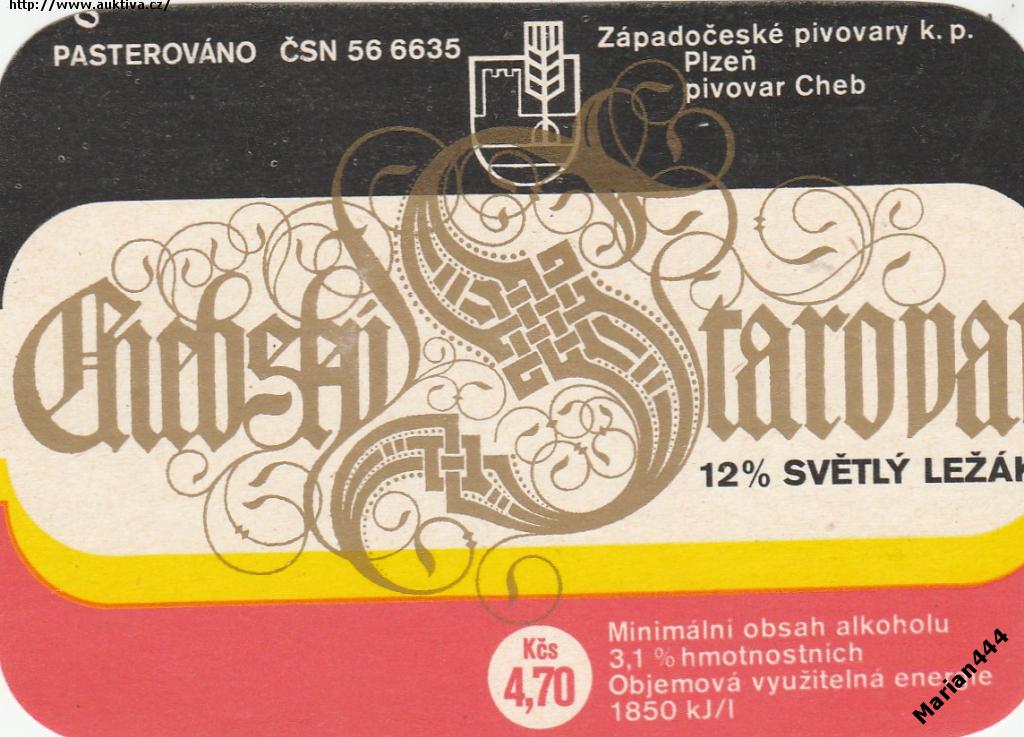 http://www.auktiva.cz/
PASTEROVÁNO ČSN 56 6635
Západočeské pivovary k. p.
Plzeň
pivovar Cheb
Chebský Starovar
12% SVĚTLÝ LEŽÁK
Kčs
4,70
Minimální obsah alkoholu
3,1 % hmotnostních
Objemová využitelná energie
1850 kJ/l
Marian444